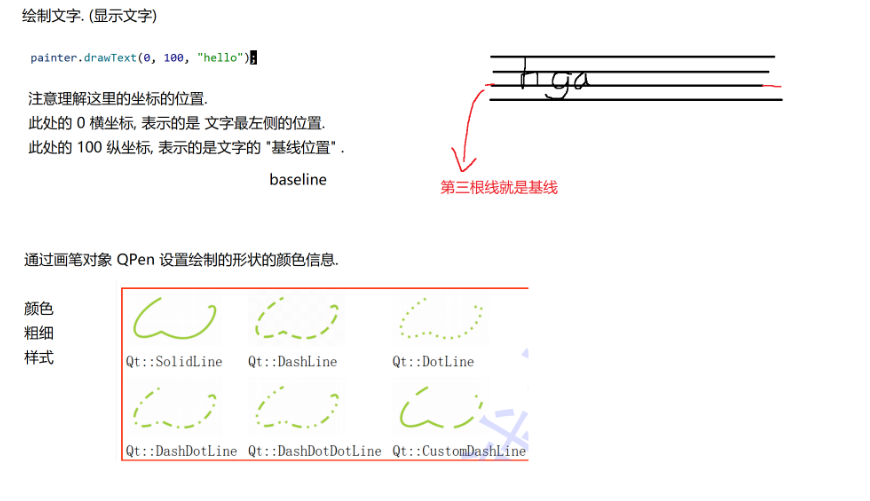 绘制文字. (显示文字)
painter.drawText(0, 100, "hello");
注意理解这里的坐标的位置.
此处的 0 横坐标, 表示的是 文字最左侧的位置.
此处的 100 纵坐标, 表示的是文字的 "基线位置" .
baseline
h ga
第三根线就是基线
通过画笔对象 QPen 设置绘制的形状的颜色信息.
颜色
粗细
样式
Qt::SolidLine Qt::DashLine Qt::DotLine
Qt::DashDotLine Qt::DashDotDotLine Qt::CustomDashLine